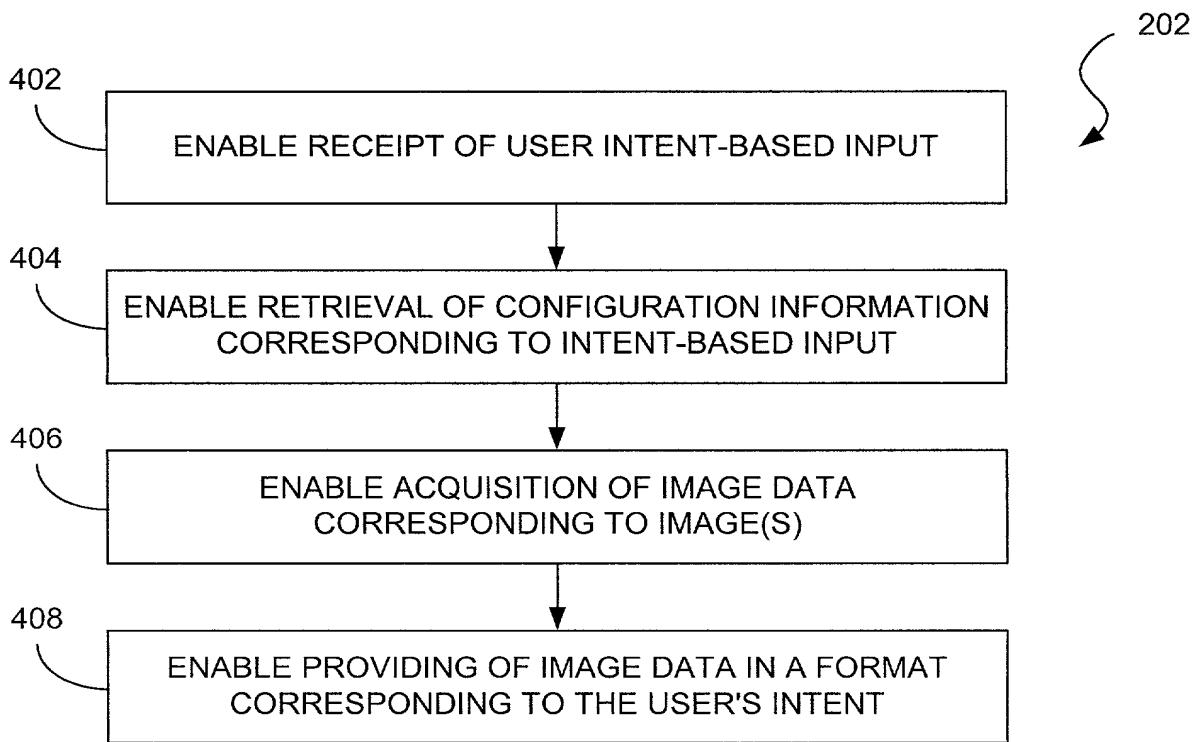 202
402
ENABLE RECEIPT OF USER INTENT-BASED INPUT
404
ENABLE RETRIEVAL OF CONFIGURATION INFORMATION
CORRESPONDING TO INTENT-BASED INPUT
406
ENABLE ACQUISITION OF IMAGE DATA
CORRESPONDING TO IMAGE(S)
408
ENABLE PROVIDING OF IMAGE DATA IN A FORMAT
CORRESPONDING TO THE USER'S INTENT